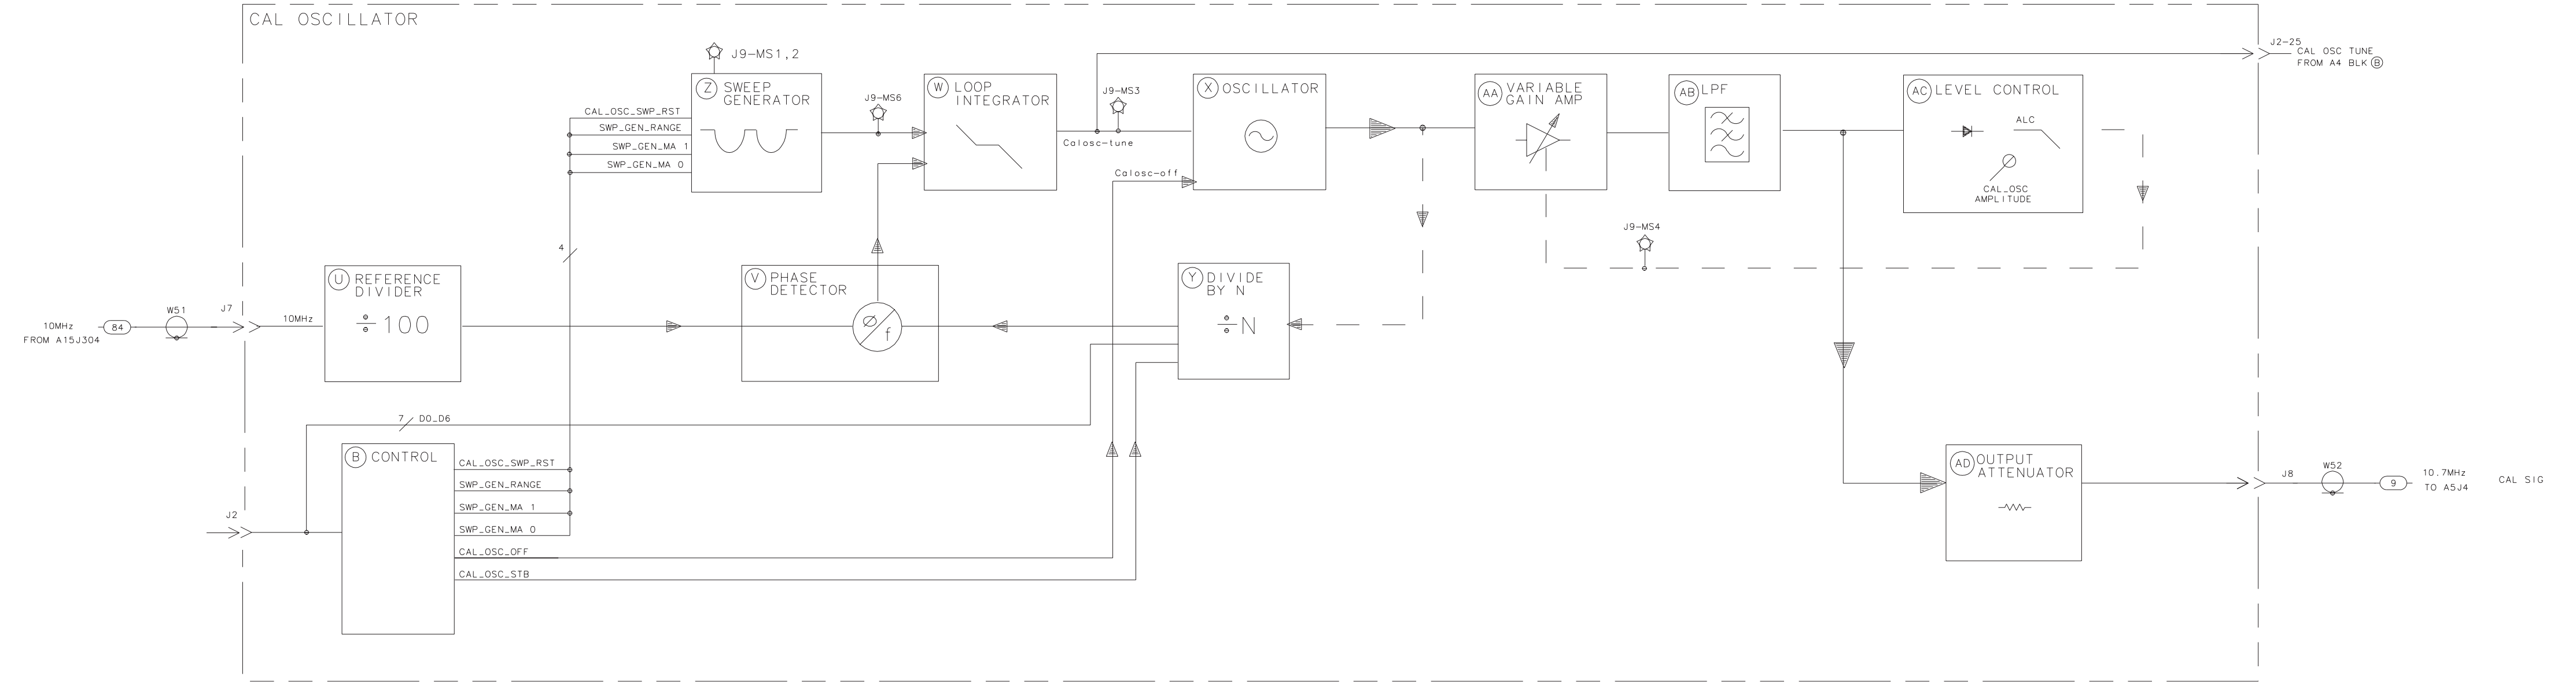 CAL OSCILLATOR
J9-MS1,2
J2-25
CAL OSC TUNE
FROM A4 BLK B
Z SWEEP
GENERATOR
CAL_OSC_SWP_RST
SWP_GEN_RANGE
SWP_GEN_MA 1
SWP_GEN_MA 0
J9-MS6
W LOOP
INTEGRATOR
J9-MS3
Calosc-tune
Calosc-off
X OSCILLATOR
AA VARIABLE
GAIN AMP
AB LPF
AC LEVEL CONTROL
ALC
CAL_OSC
AMPLITUDE
J9-MS4
4
U REFERENCE
DIVIDER
÷ 100
V PHASE
DETECTOR
Ø
f
Y DIVIDE
BY N
÷N
10MHz
FROM A15J304
84
W51
J7
10MHz
7 D0_D6
B CONTROL
CAL_OSC_SWP_RST
SWP_GEN_RANGE
SWP_GEN_MA 1
SWP_GEN_MA 0
CAL_OSC_OFF
CAL_OSC_STB
J2
AD OUTPUT
ATTENUATOR
J8
W52
9
10.7MHz
TO A5J4
CAL SIG